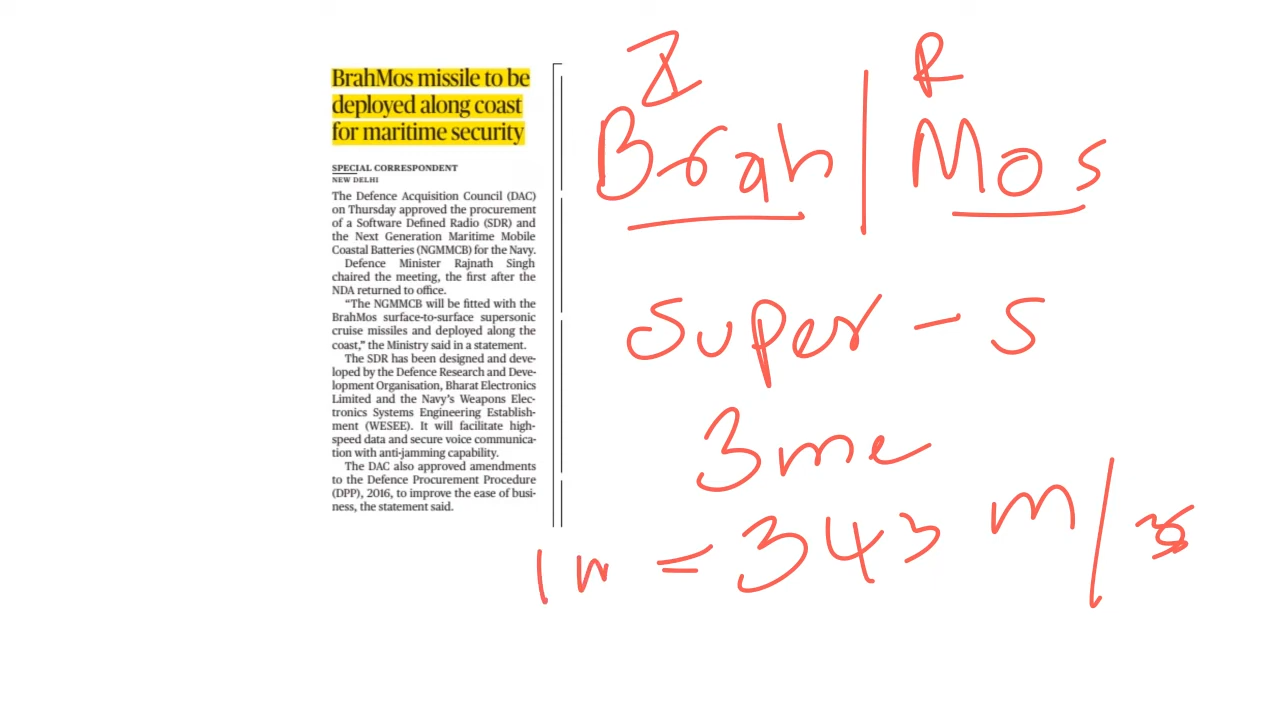 BrahMos missile to be
deployed along coast
for maritime security
SPECIAL CORRESPONDENT
NEW DELHI
The Defence Acquisition Council (DAC)
on Thursday approved the procurement
of a Software Defined Radio (SDR) and
the Next Generation Maritime Mobile
Coastal Batteries (NGMMCB) for the Navy.
Defence Minister Rajnath Singh
chaired the meeting, the first after the
NDA returned to office.
“The NGMMCB will be fitted with the
BrahMos surface-to-surface supersonic
cruise missiles and deployed along the
coast,” the Ministry said in a statement.
The SDR has been designed and deve-
loped by the Defence Research and Deve-
lopment Organisation, Bharat Electronics
Limited and the Navy’s Weapons Elec-
tronics Systems Engineering Establish-
ment (WESEE). It will facilitate high-
speed data and secure voice communica-
tion with anti-jamming capability.
The DAC also approved amendments
to the Defence Procurement Procedure
(DPP), 2016, to improve the ease of busi-
ness, the statement said.
I R
Brah | Mos
super - s
3 mc
1 m = 343 m/s